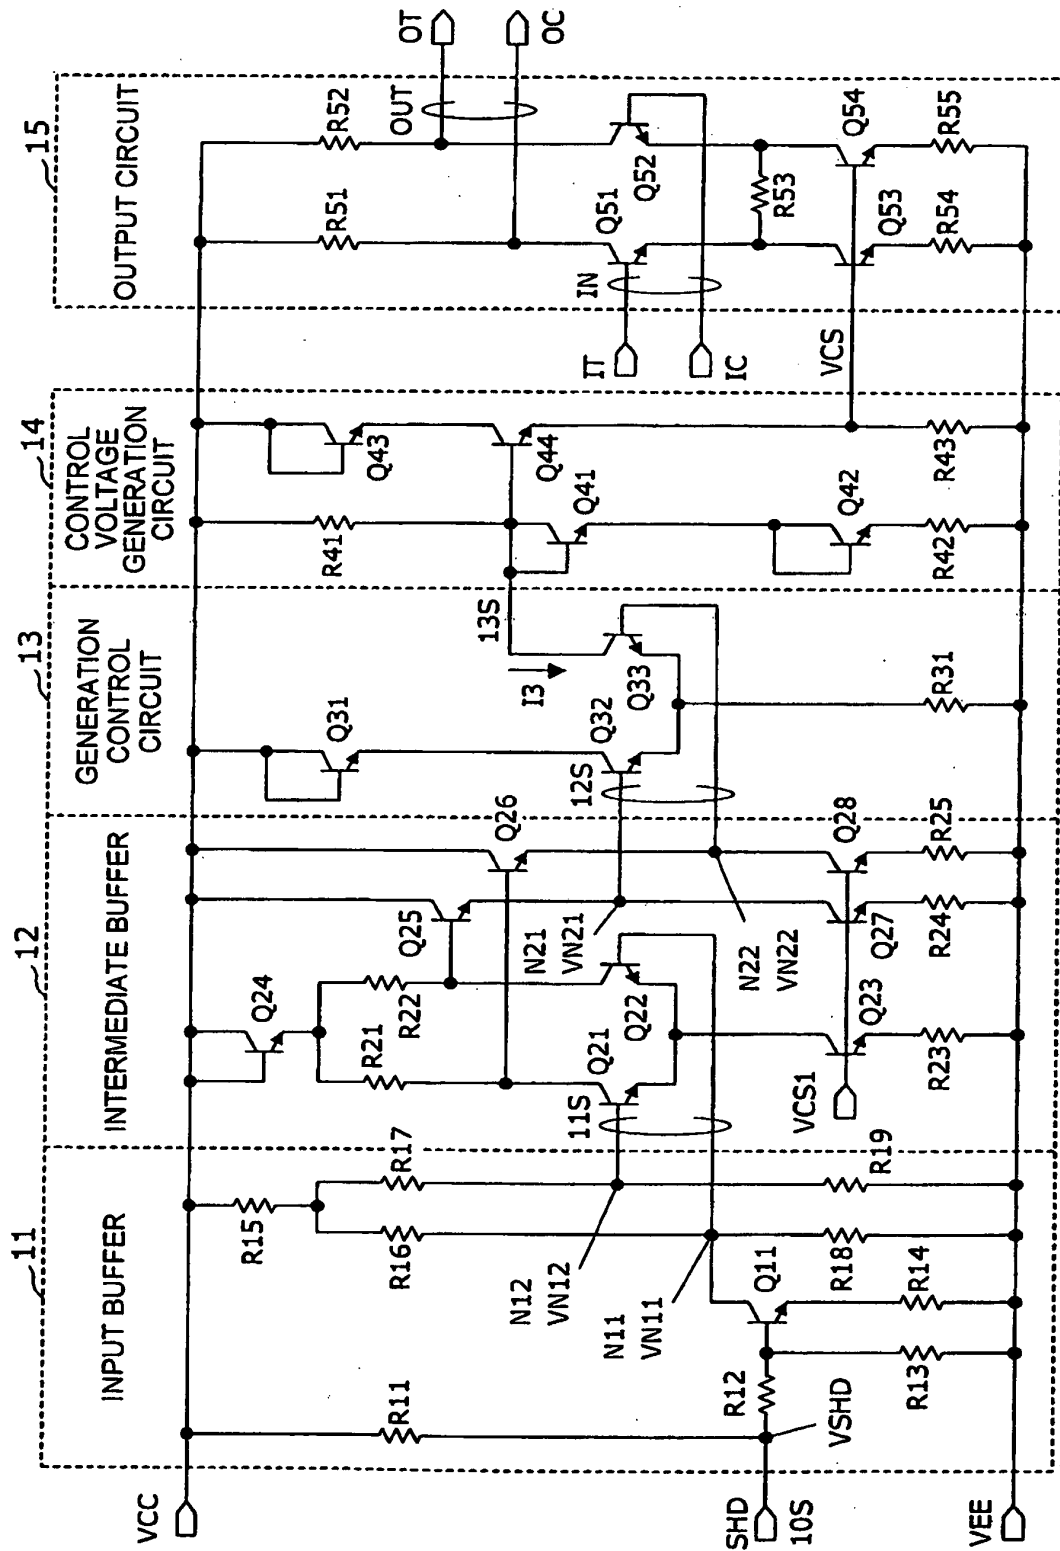 11
INPUT BUFFER
12
INTERMEDIATE BUFFER
13
GENERATION
CONTROL
CIRCUIT
14
CONTROL
VOLTAGE
GENERATION
CIRCUIT
15
OUTPUT CIRCUIT
VCC
SHD
10S
VEE
R11
R12
VSHD
R13
R14
Q11
R15
R16
R17
R18
R19
N12
VN12
N11
VN11
11S
Q21
Q22
R21
R22
Q24
Q25
Q26
N21
VN21
N22
VN22
VCS1
Q23
Q27
Q28
R23
R24
R25
12S
Q31
Q32
Q33
I3
13S
R31
R41
Q43
Q44
Q41
Q42
R42
R43
VCS
IT
IC
IN
R51
R52
OUT
Q51
Q52
R53
Q53
Q54
R54
R55
OT
OC